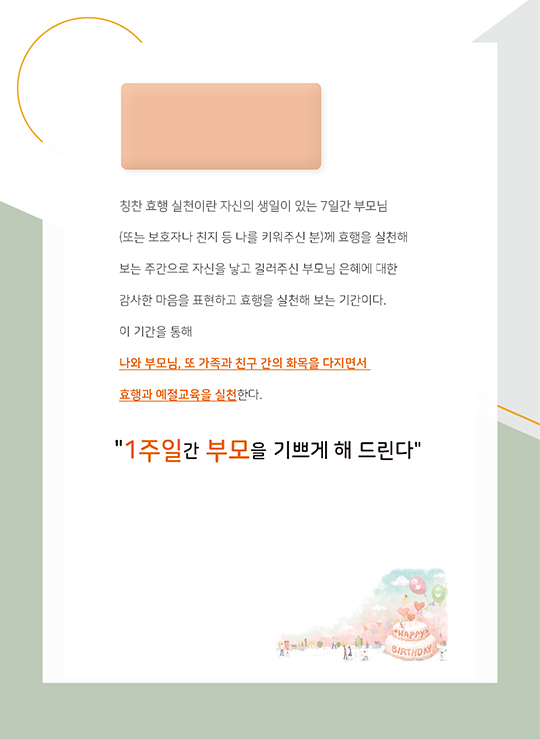 칭찬 효행 실천이란 자신의 생일이 있는 7일간 부모님
(또는 보호자나 친지 등 나를 키워주신 분)께 효행을 실천해
보는 주간으로 자신을 낳고 길러주신 부모님 은혜에 대한
감사한 마음을 표현하고 효행을 실천해 보는 기간이다.
이 기간을 통해
나와 부모님, 또 가족과 친구 간의 화목을 다지면서
효행과 예절교육을 실천한다.
"1주일간 부모을 기쁘게 해 드린다"
HAPPY
BIRTHDAY